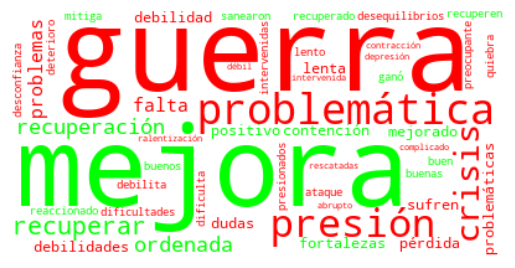 mitiga
debilidad
sanearon
recuperado
desequilibrios
recuperen
guerra
desconfianza
problemas
deterioro
intervenidas
lento
lenta
débil
contracción
depresión
intervenida
ganó
preocupante
quiebra
falta
problemática
recuperación
positivo
contención
mejorado
ralentización
complicado
mejora
buenos
debilita
dificulta
presionados
rescatadas
buen
buenas
crisis
problemáticas
reaccionado
dificultades
ataque
abrupto
sufren
recuperar
dudas
presión
debilidades
ordenada
fortalezas
pérdida